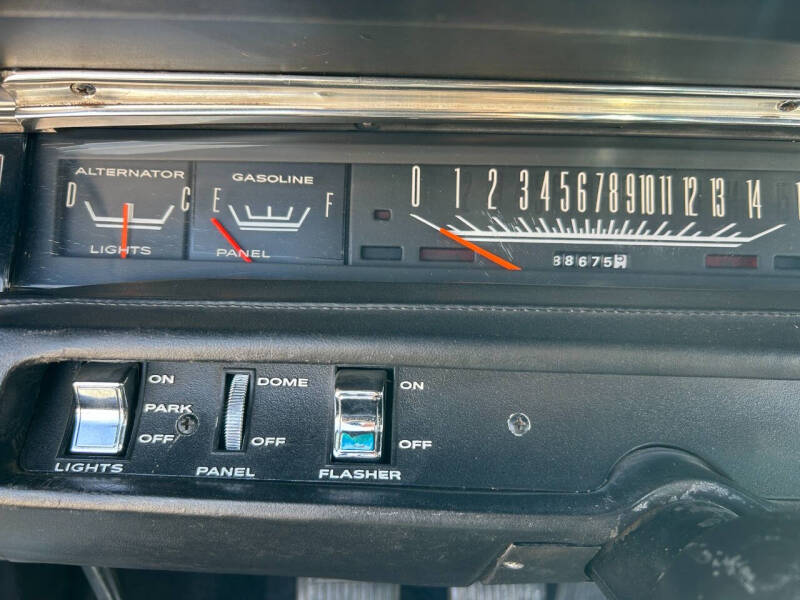 ALTERNATOR
D C
LIGHTS
GASOLINE
E F
PANEL
0 1 2 3 4 5 6 7 8 9 10 11 12 13 14
88675
ON
PARK
OFF
LIGHTS
DOME
OFF
PANEL
ON
OFF
FLASHER